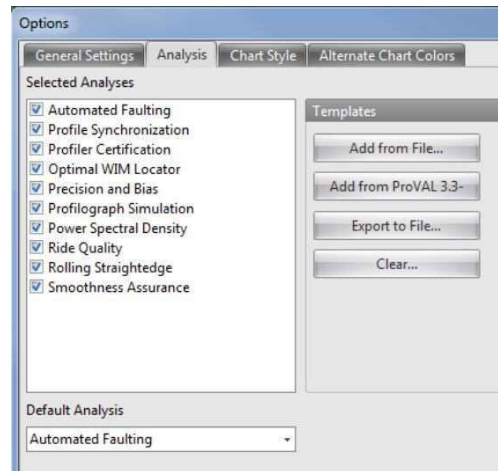 Options
General Settings Analysis Chart Style Alternate Chart Colors
Selected Analyses
Automated Faulting
Profile Synchronization
Profiler Certification
Optimal WIM Locator
Precision and Bias
Profilograph Simulation
Power Spectral Density
Ride Quality
Rolling Straightedge
Smoothness Assurance
Templates
Add from File...
Add from ProVAL 3.3-
Export to File...
Clear...
Default Analysis
Automated Faulting